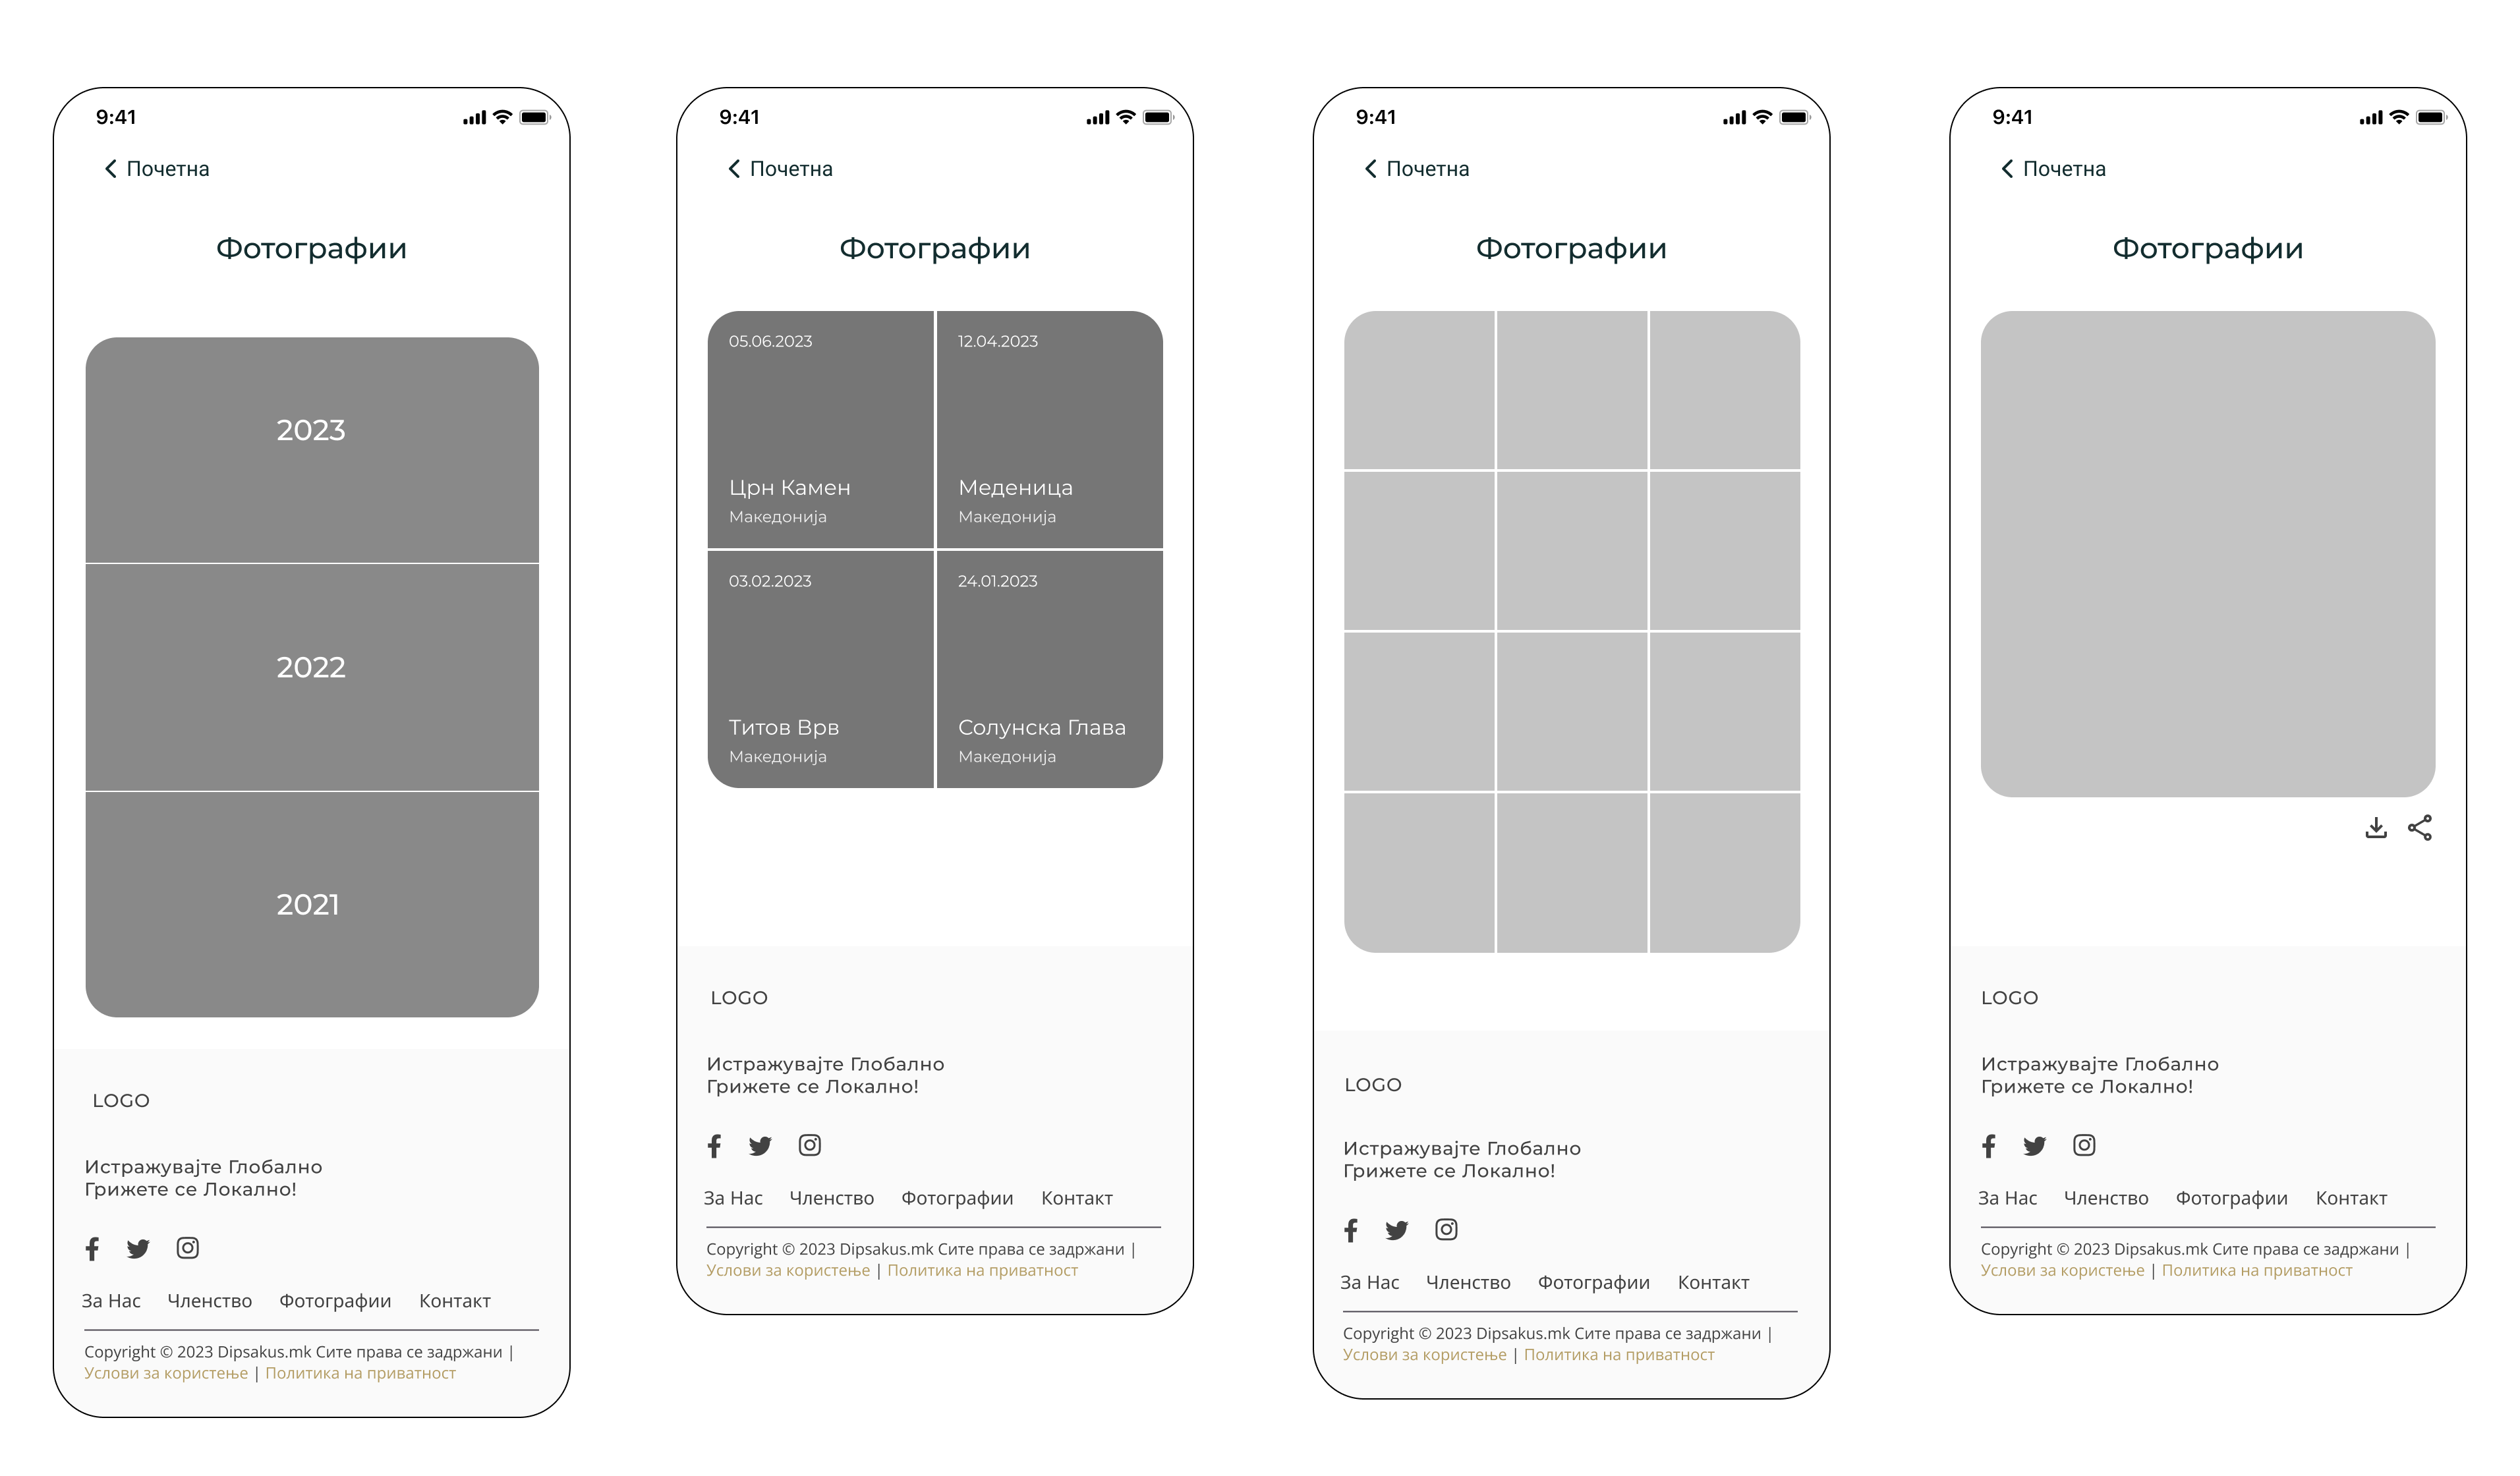 9:41
Почетна
Фотографии
2023
2022
2021
LOGO
Истражувајте Глобално
Грижете се Локално!
За Нас Членство Фотографии Контакт
Copyright © 2023 Dipsakus.mk Сите права се задржани |
Услови за користење | Политика на приватност
9:41
Почетна
Фотографии
05.06.2023
Црн Камен
Македонија
12.04.2023
Меденица
Македонија
03.02.2023
Титов Врв
Македонија
24.01.2023
Солунска Глава
Македонија
LOGO
Истражувајте Глобално
Грижете се Локално!
За Нас Членство Фотографии Контакт
Copyright © 2023 Dipsakus.mk Сите права се задржани |
Услови за користење | Политика на приватност
9:41
Почетна
Фотографии
LOGO
Истражувајте Глобално
Грижете се Локално!
За Нас Членство Фотографии Контакт
Copyright © 2023 Dipsakus.mk Сите права се задржани |
Услови за користење | Политика на приватност
9:41
Почетна
Фотографии
LOGO
Истражувајте Глобално
Грижете се Локално!
За Нас Членство Фотографии Контакт
Copyright © 2023 Dipsakus.mk Сите права се задржани |
Услови за користење | Политика на приватност